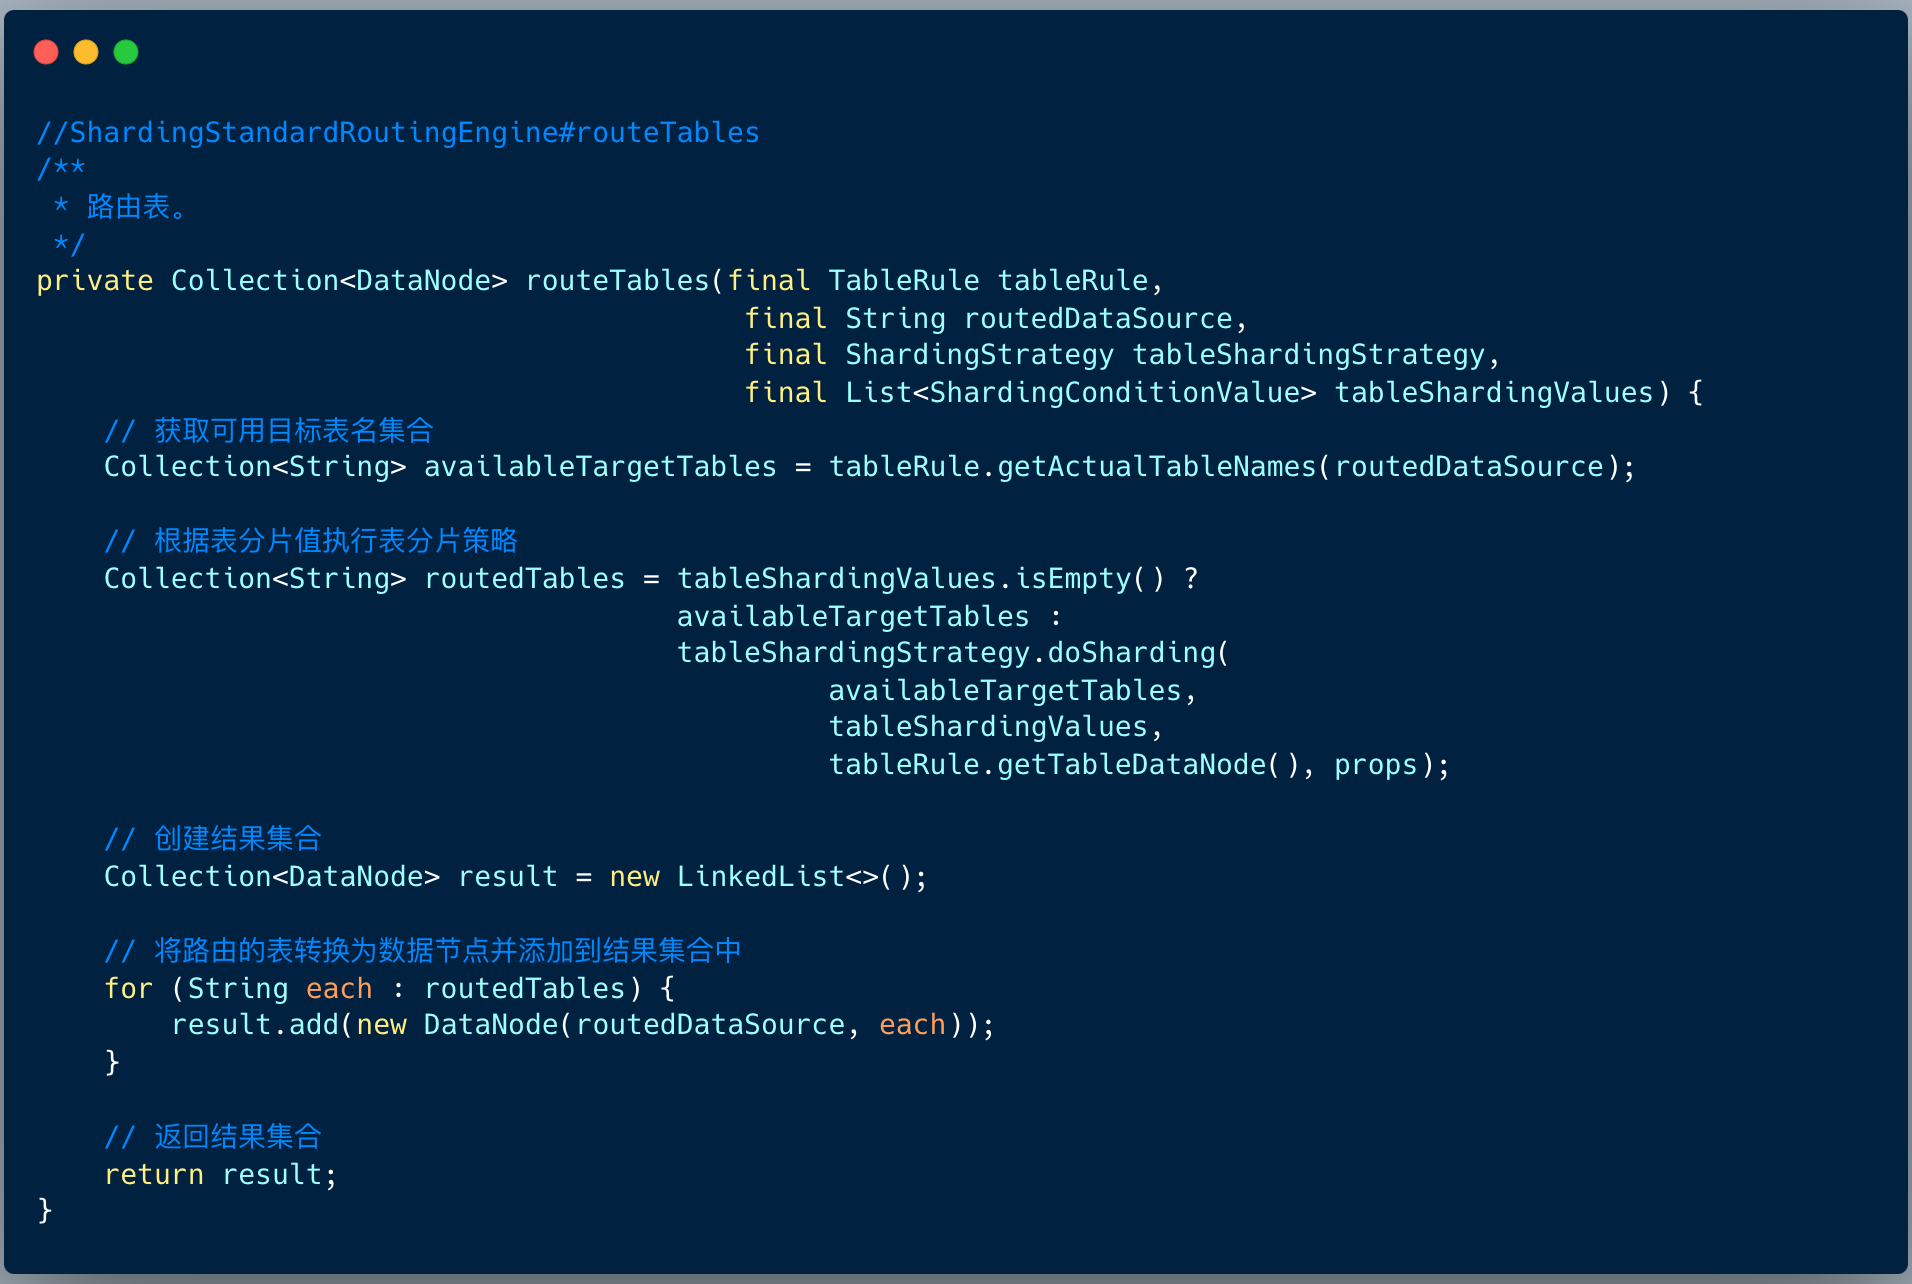 //ShardingStandardRoutingEngine#routeTables
/**
 * 路由表。
 */
private Collection<DataNode> routeTables(final TableRule tableRule,
                                          final String routedDataSource,
                                          final ShardingStrategy tableShardingStrategy,
                                          final List<ShardingConditionValue> tableShardingValues) {
    // 获取可用目标表名集合
    Collection<String> availableTargetTables = tableRule.getActualTableNames(routedDataSource);

    // 根据表分片值执行表分片策略
    Collection<String> routedTables = tableShardingValues.isEmpty() ?
                                      availableTargetTables :
                                      tableShardingStrategy.doSharding(
                                               availableTargetTables,
                                               tableShardingValues,
                                               tableRule.getTableDataNode(), props);

    // 创建结果集合
    Collection<DataNode> result = new LinkedList<>();

    // 将路由的表转换为数据节点并添加到结果集合中
    for (String each : routedTables) {
        result.add(new DataNode(routedDataSource, each));
    }

    // 返回结果集合
    return result;
}